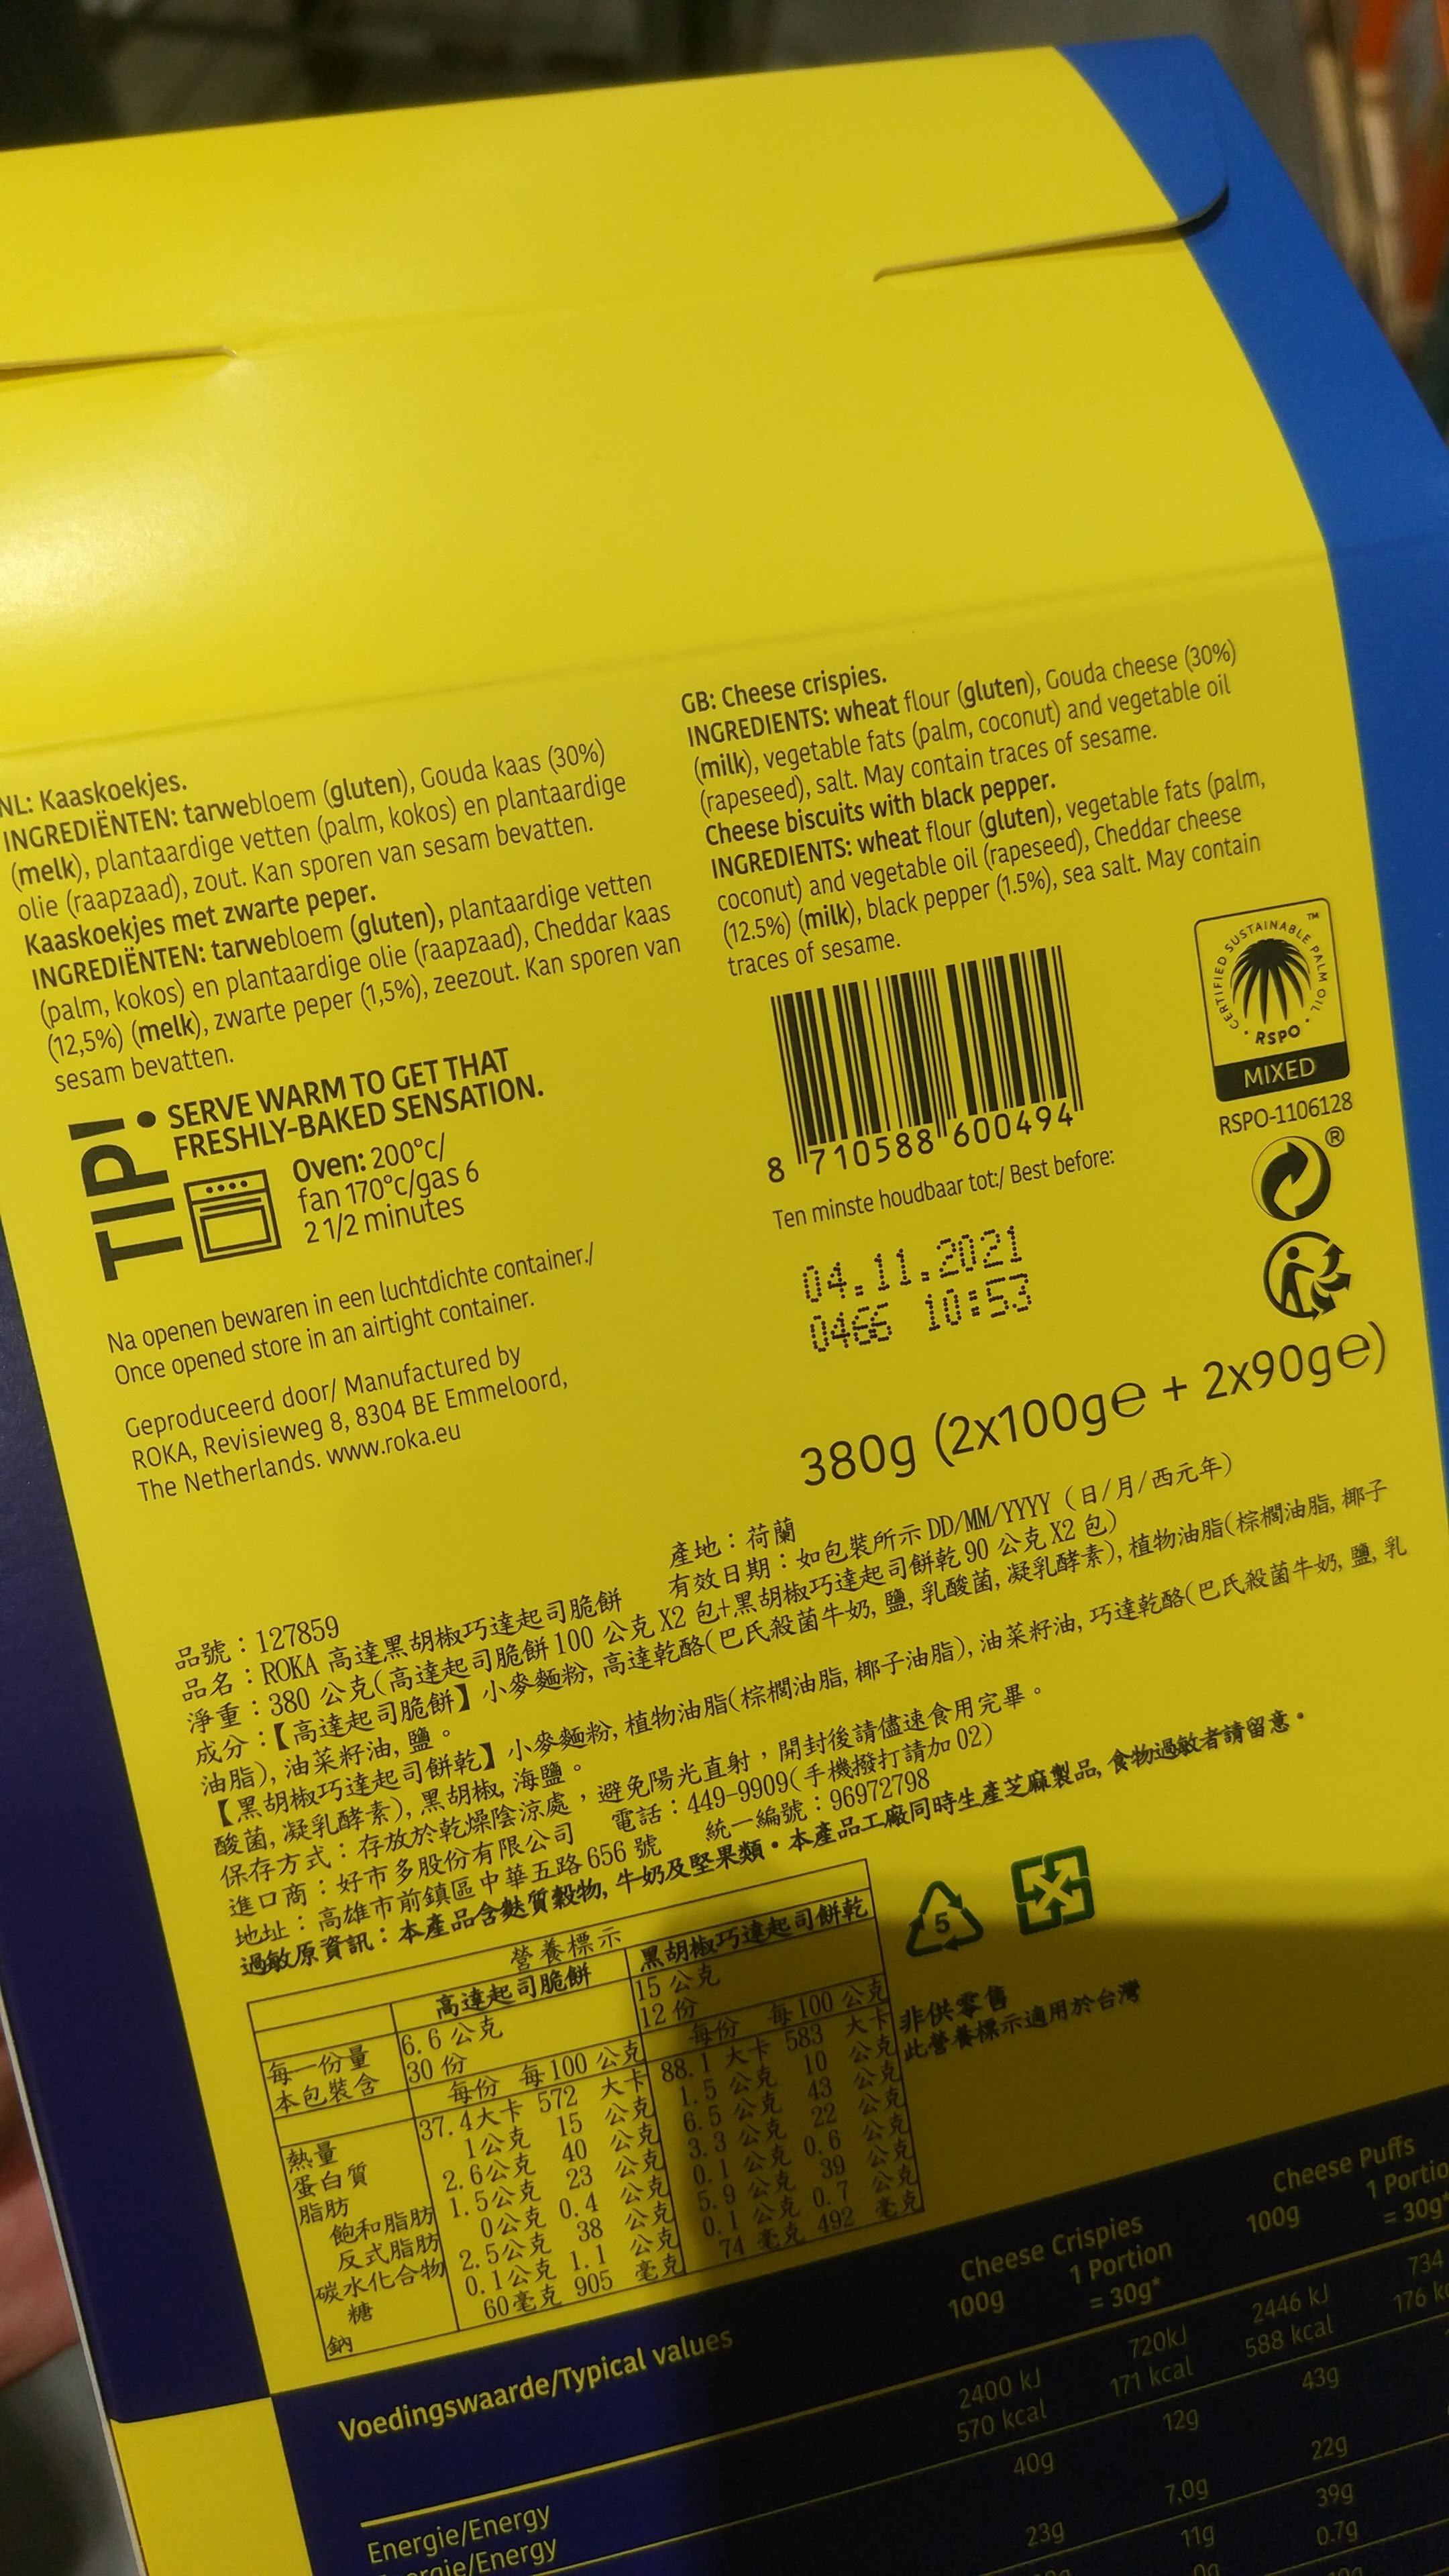 NL: Kaaskoekjes.
INGREDIËNTEN: tarwebloem (gluten), Gouda kaas (30%)
(melk), plantaardige vetten (palm, kokos) en plantaardige
olie (raapzaad), zout. Kan sporen van sesam bevatten.
Kaaskoekjes met zwarte peper.
INGREDIËNTEN: tarwebloem (gluten), plantaardige vetten
(palm, kokos) en plantaardige olie (raapzaad), Cheddar kaas
(12,5%) (melk), zwarte peper (1,5%), zeezout. Kan sporen van
sesam bevatten.
GB: Cheese crispies.
INGREDIENTS: wheat flour (gluten), Gouda cheese (30%)
(milk), vegetable fats (palm, coconut) and vegetable oil
(rapeseed), salt. May contain traces of sesame.
Cheese biscuits with black pepper.
INGREDIENTS: wheat flour (gluten), vegetable fats (palm,
coconut) and vegetable oil (rapeseed), Cheddar cheese
(12.5%) (milk), black pepper (1.5%), sea salt. May contain
traces of sesame.
TIP!
• SERVE WARM TO GET THAT
FRESHLY-BAKED SENSATION.
Oven: 200°c/
fan 170°c/gas 6
2 1/2 minutes
Na openen bewaren in een luchtdichte container./
Once opened store in an airtight container.
Geproduceerd door/ Manufactured by
ROKA, Revisieweg 8, 8304 BE Emmeloord,
The Netherlands. www.roka.eu
8 710588 600494
CERTIFIED SUSTAINABLE PALM OIL ™
RSPO
MIXED
RSPO-1106128
®
Ten minste houdbaar tot:/ Best before:
04.11.2021
0466 10:53
380g (2x100g℮ + 2x90g℮)
品號：127859 產地：荷蘭
品名：ROKA 高達黑胡椒巧達起司脆餅 有效日期：如包裝所示 DD/MM/YYYY（日/月/西元年）
淨重：380 公克(高達起司脆餅 100 公克 X2 包+黑胡椒巧達起司餅乾 90 公克 X2 包)
成分：【高達起司脆餅】小麥麵粉, 高達乾酪(巴氏殺菌牛奶, 鹽, 乳酸菌, 凝乳酵素), 植物油脂(棕櫚油脂, 椰子
油脂), 油菜籽油, 鹽。
【黑胡椒巧達起司餅乾】小麥麵粉, 植物油脂(棕櫚油脂, 椰子油脂), 油菜籽油, 巧達乾酪(巴氏殺菌牛奶, 鹽, 乳
酸菌, 凝乳酵素), 黑胡椒, 海鹽。
保存方式：存放於乾燥陰涼處，避免陽光直射，開封後請儘速食用完畢。
進口商：好市多股份有限公司 電話：449-9909(手機撥打請加 02)
地址：高雄市前鎮區中華五路 656 號 統一編號：96972798
過敏原資訊：本產品含麩質穀物, 牛奶及堅果類。本產品工廠同時生產芝麻製品, 食物過敏者請留意。
營養標示
高達起司脆餅 黑胡椒巧達起司餅乾
每一份量 6.6 公克 15 公克
本包裝含 30 份 12 份
每份 每 100 公克 每份 每 100 公克
熱量 37.4大卡 572 大卡 88.1 大卡 583 大卡
蛋白質 1公克 15 公克 1.5 公克 10 公克
脂肪 2.6公克 40 公克 6.5 公克 43 公克
飽和脂肪 1.5公克 23 公克 3.3 公克 22 公克
反式脂肪 0公克 0.4 公克 0.1 公克 0.6 公克
碳水化合物 2.5公克 38 公克 5.9 公克 39 公克
糖 0.1公克 1.1 公克 0.1 公克 0.7 公克
鈉 60毫克 905 毫克 74 毫克 492 毫克
5
非供零售
此營養標示適用於台灣
Voedingswaarde/Typical values
Cheese Crispies Cheese Puffs
100g 1 Portion = 30g* 100g 1 Portio = 30g*
Energie/Energy 2400 kJ 720kJ 2446 kJ 734
570 kcal 171 kcal 588 kcal 176 k
40g 12g 43g
23g 7,0g 22g
11g 39g
0g 0.7g